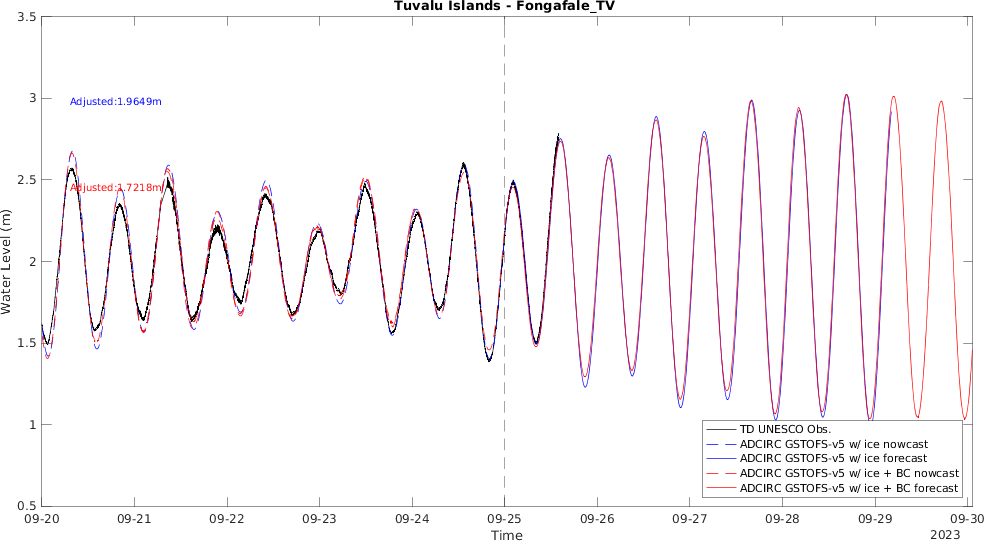 Tuvalu Islands - Fongafale_TV
3.5
3
2.5
2
1.5
1
0.5
Water Level (m)
Adjusted:1.9649m
Adjusted:1.7218m
TD UNESCO Obs.
ADCIRC GSTOFS-v5 w/ ice nowcast
ADCIRC GSTOFS-v5 w/ ice forecast
ADCIRC GSTOFS-v5 w/ ice + BC nowcast
ADCIRC GSTOFS-v5 w/ ice + BC forecast
09-20 09-21 09-22 09-23 09-24 09-25 09-26 09-27 09-28 09-29 09-30
Time
2023